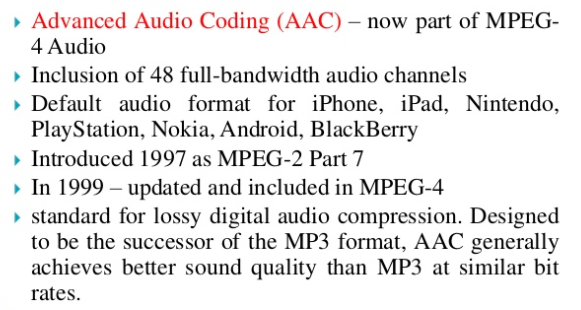 Advanced Audio Coding (AAC) – now part of MPEG-
4 Audio
Inclusion of 48 full-bandwidth audio channels
Default audio format for iPhone, iPad, Nintendo,
PlayStation, Nokia, Android, BlackBerry
Introduced 1997 as MPEG-2 Part 7
In 1999 – updated and included in MPEG-4
standard for lossy digital audio compression. Designed
to be the successor of the MP3 format, AAC generally
achieves better sound quality than MP3 at similar bit
rates.